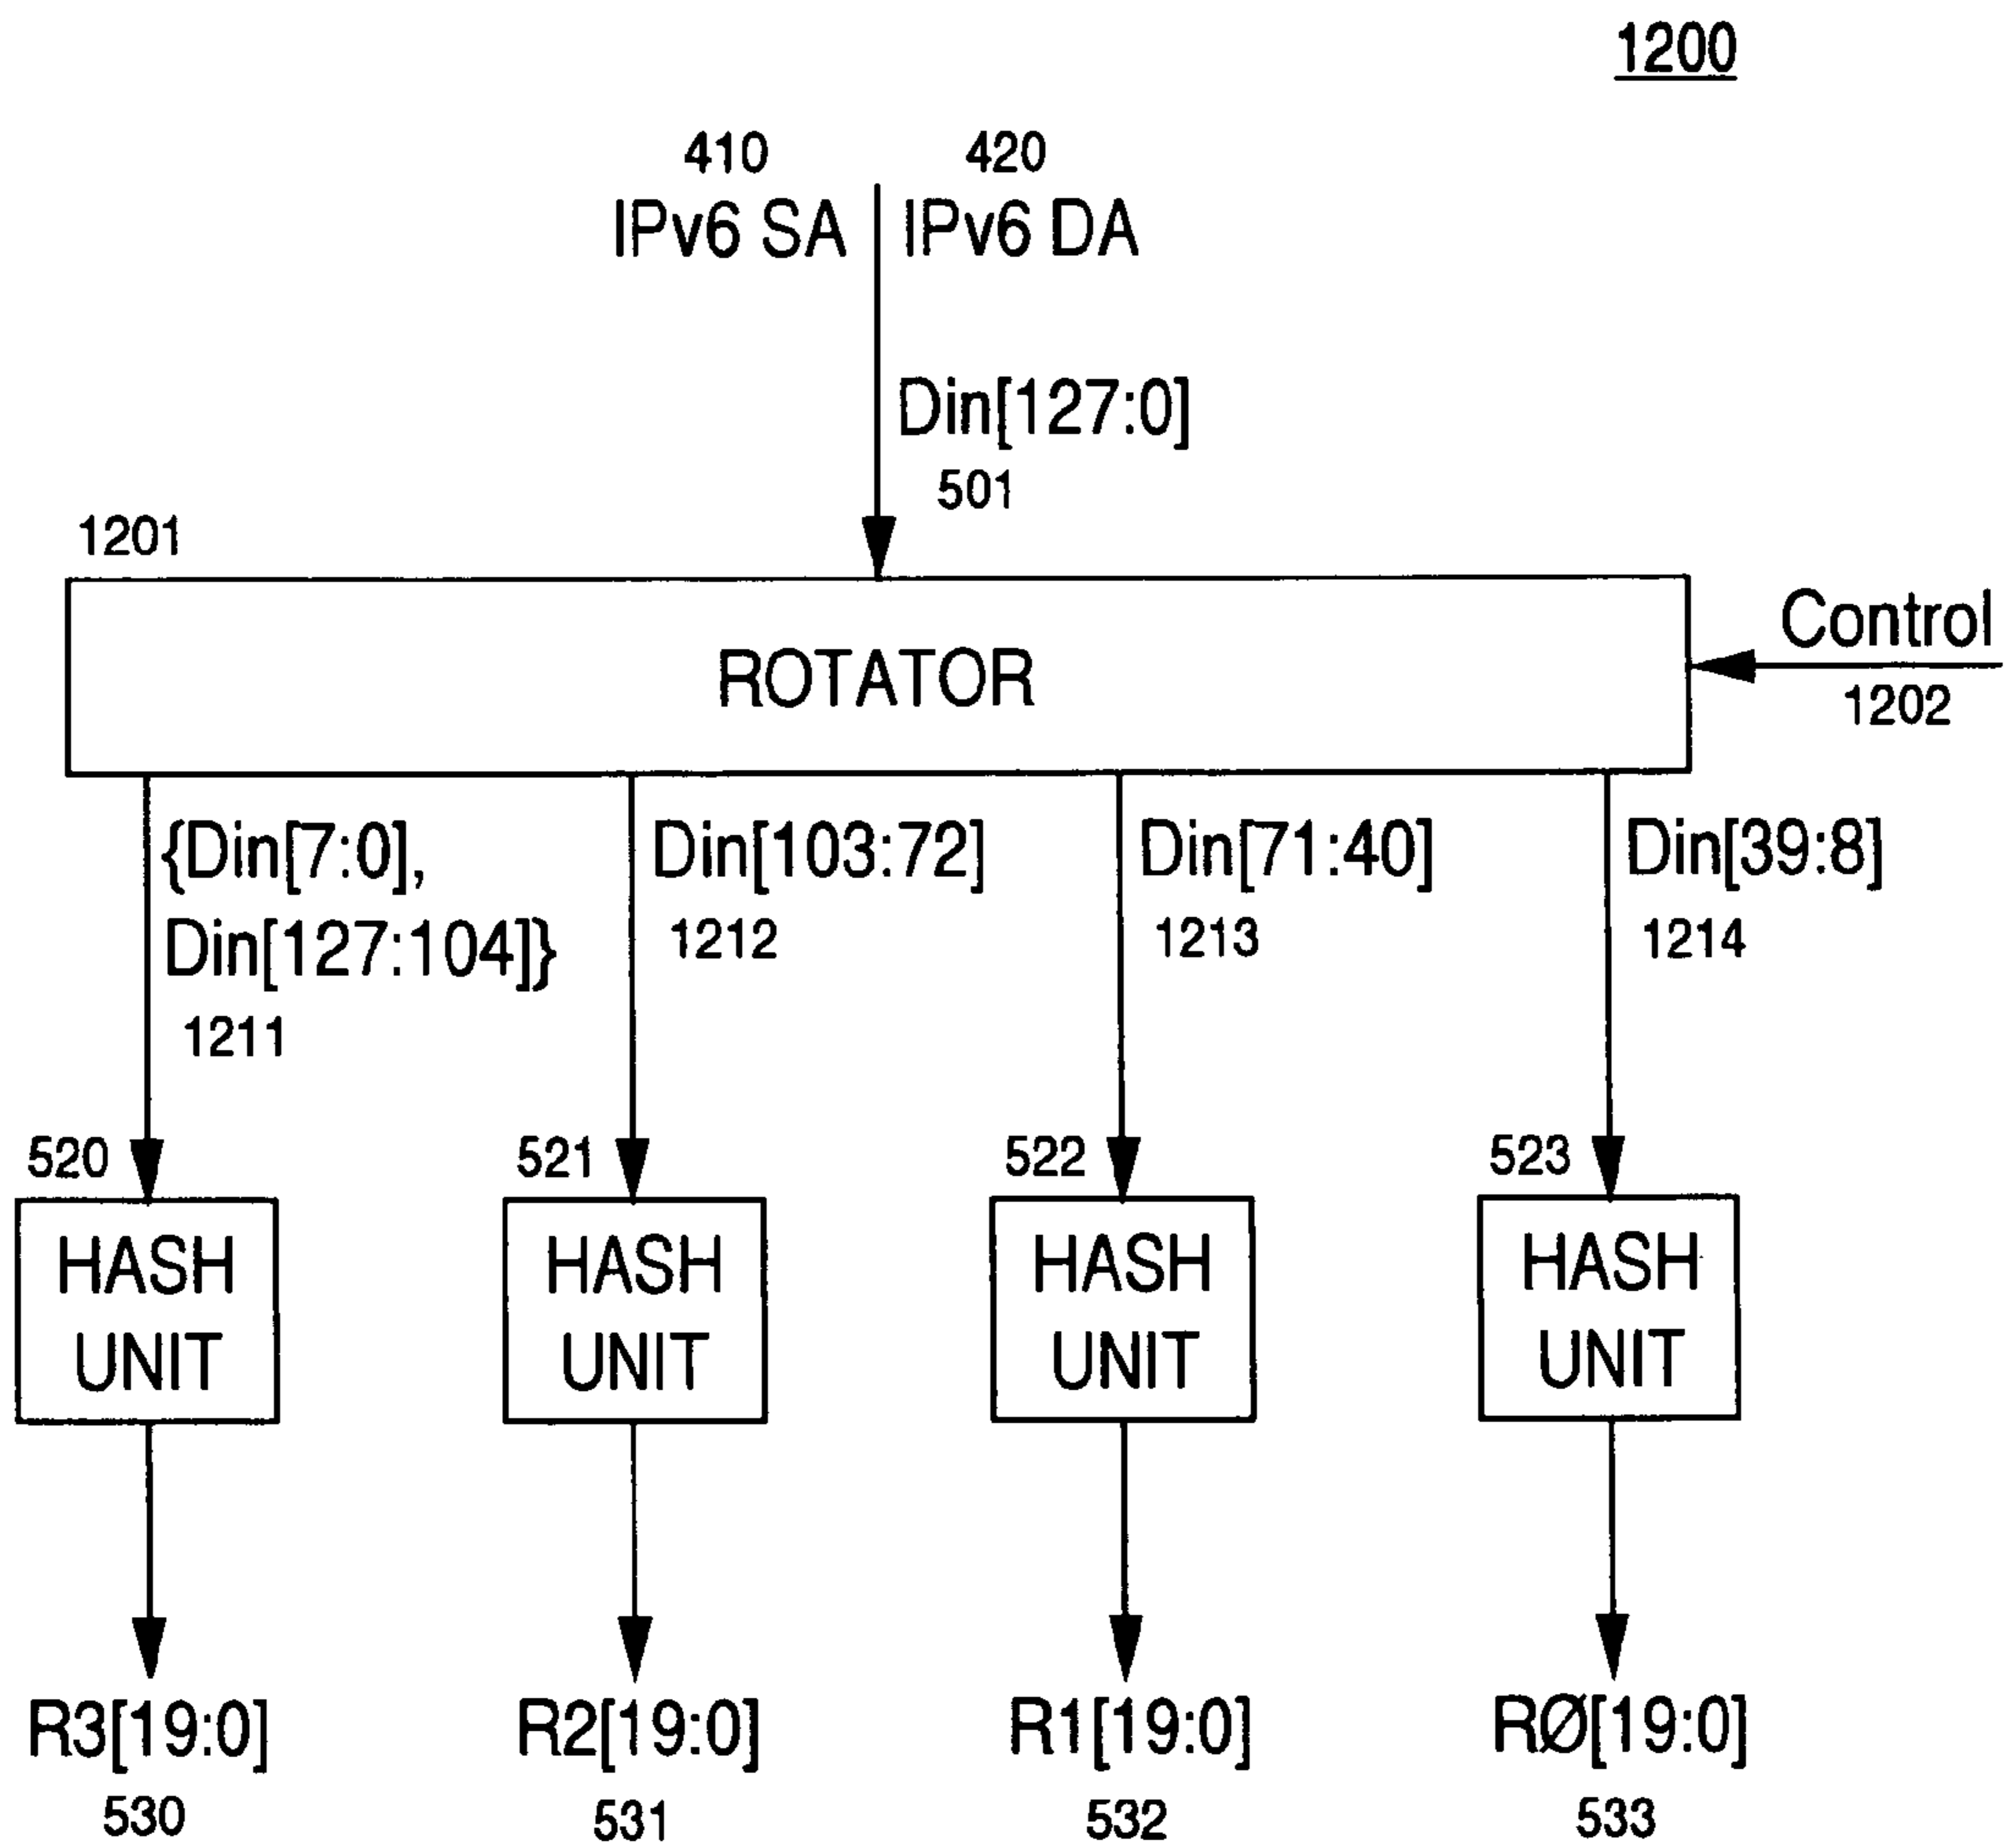 1200
410 420
IPv6 SA IPv6 DA
Din[127:0]
501
1201
ROTATOR
Control
1202
{Din[7:0], Din[103:72] Din[71:40] Din[39:8]
Din[127:104]} 1212 1213 1214
1211
520 521 522 523
HASH HASH HASH HASH
UNIT UNIT UNIT UNIT
R3[19:0] R2[19:0] R1[19:0] RØ[19:0]
530 531 532 533